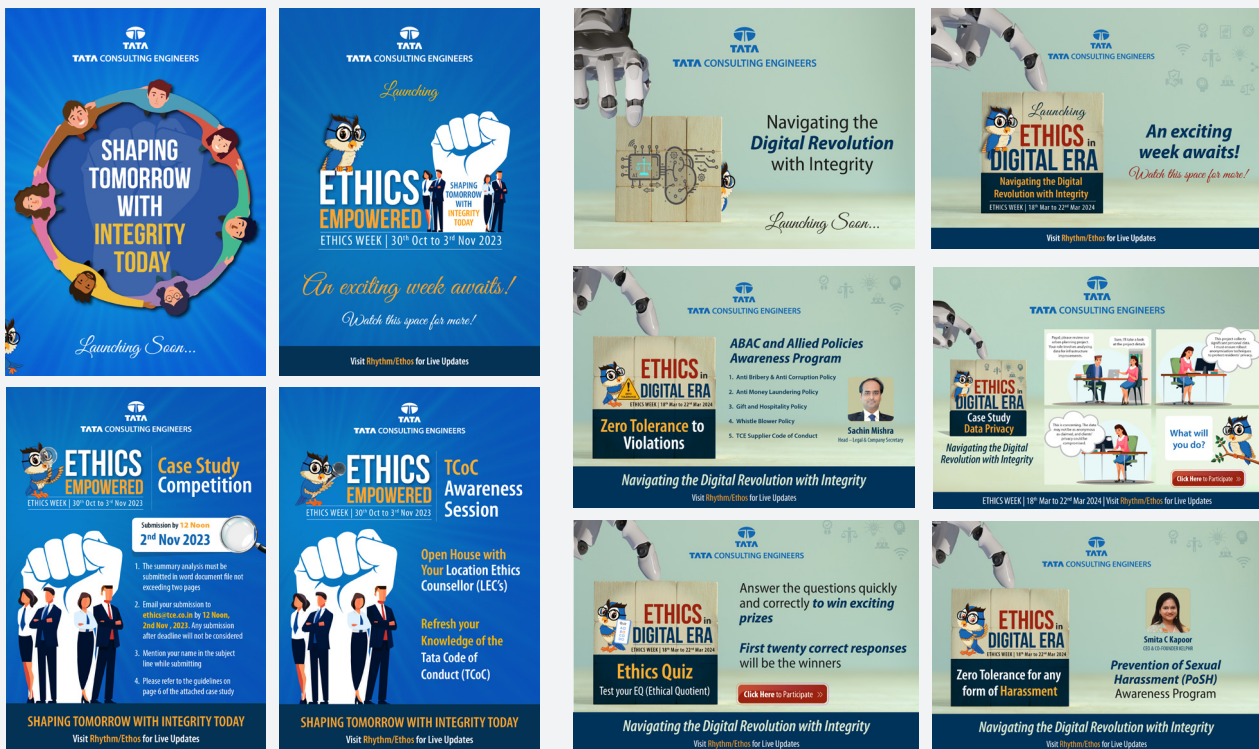 TATA
TATA CONSULTING ENGINEERS
SHAPING
TOMORROW
WITH
INTEGRITY
TODAY
Launching Soon...
TATA
TATA CONSULTING ENGINEERS
Launching
ETHICS
EMPOWERED
SHAPING
TOMORROW
WITH
INTEGRITY
TODAY
ETHICS WEEK | 30th Oct to 3rd Nov 2023
An exciting week awaits!
Watch this space for more!
Visit Rhythm/Ethos for Live Updates
TATA
TATA CONSULTING ENGINEERS
Navigating the
Digital Revolution
with Integrity
Launching Soon...
TATA
TATA CONSULTING ENGINEERS
Launching
ETHICS in
DIGITAL ERA
Navigating the Digital
Revolution with Integrity
ETHICS WEEK | 18th Mar to 22nd Mar 2024
An exciting
week awaits!
Watch this space for more!
Visit Rhythm/Ethos for Live Updates
TATA
TATA CONSULTING ENGINEERS
ETHICS in
DIGITAL ERA
ETHICS WEEK | 18th Mar to 22nd Mar 2024
Zero Tolerance to
Violations
ABAC and Allied Policies
Awareness Program
1. Anti Bribery & Anti Corruption Policy
2. Anti Money Laundering Policy
3. Gift and Hospitality Policy
4. Whistle Blower Policy
5. TCE Supplier Code of Conduct
Sachin Mishra
Head – Legal & Company Secretary
Navigating the Digital Revolution with Integrity
Visit Rhythm/Ethos for Live Updates
TATA
TATA CONSULTING ENGINEERS
ETHICS in
DIGITAL ERA
Case Study
Data Privacy
Navigating the Digital
Revolution with Integrity
What will
you do?
Click Here to Participate »
ETHICS WEEK | 18th Mar to 22nd Mar 2024 | Visit Rhythm/Ethos for Live Updates
TATA
TATA CONSULTING ENGINEERS
ETHICS
EMPOWERED
ETHICS WEEK | 30th Oct to 3rd Nov 2023
Case Study
Competition
Submission by 12 Noon
2nd Nov 2023
1. The summary analysis must be
submitted in word document file not
exceeding two pages
2. Email your submission to
ethics@tce.co.in by 12 Noon,
2nd Nov , 2023. Any submission
after deadline will not be considered
3. Mention your name in the subject
line while submitting
4. Please refer to the guidelines on
page 6 of the attached case study
SHAPING TOMORROW WITH INTEGRITY TODAY
Visit Rhythm/Ethos for Live Updates
TATA
TATA CONSULTING ENGINEERS
ETHICS
EMPOWERED
ETHICS WEEK | 30th Oct to 3rd Nov 2023
TCoC
Awareness
Session
Open House with
Your Location Ethics
Counsellor (LEC's)
Refresh your
Knowledge of the
Tata Code of
Conduct (TCoC)
SHAPING TOMORROW WITH INTEGRITY TODAY
Visit Rhythm/Ethos for Live Updates
TATA
TATA CONSULTING ENGINEERS
ETHICS in
DIGITAL ERA
ETHICS WEEK | 18th Mar to 22nd Mar 2024
Ethics Quiz
Test your EQ (Ethical Quotient)
Answer the questions quickly
and correctly to win exciting
prizes
First twenty correct responses
will be the winners
Click Here to Participate »
Navigating the Digital Revolution with Integrity
Visit Rhythm/Ethos for Live Updates
TATA
TATA CONSULTING ENGINEERS
ETHICS in
DIGITAL ERA
ETHICS WEEK | 18th Mar to 22nd Mar 2024
Zero Tolerance for any
form of Harassment
Smita C Kapoor
CEO & CO-FOUNDER KELPHR
Prevention of Sexual
Harassment (PoSH)
Awareness Program
Navigating the Digital Revolution with Integrity
Visit Rhythm/Ethos for Live Updates